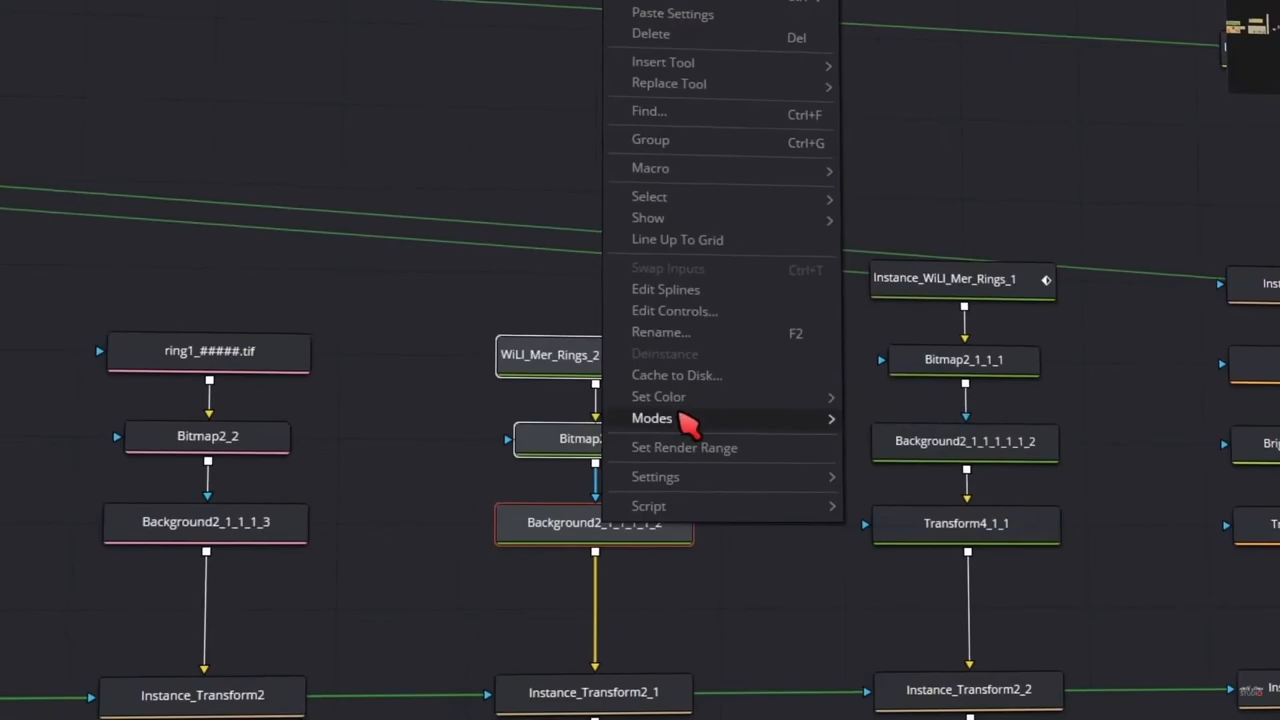 Paste Settings
Delete Del
Insert Tool
Replace Tool
Find... Ctrl+F
Group Ctrl+G
Macro
Select
Show
Line Up To Grid
Swap Inputs Ctrl+T
Edit Splines
Edit Controls...
Rename... F2
Deinstance
Cache to Disk...
Set Color
Modes
Set Render Range
Settings
Script
Instance_WiLI_Mer_Rings_1
ring1_#####.tif
WiLI_Mer_Rings_2
Bitmap2_1_1_1
Bitmap2_2
Background2_1_1_1_1_1_2
Background2_1_1_1_3
Transform4_1_1
Instance_Transform2
Instance_Transform2_1
Instance_Transform2_2